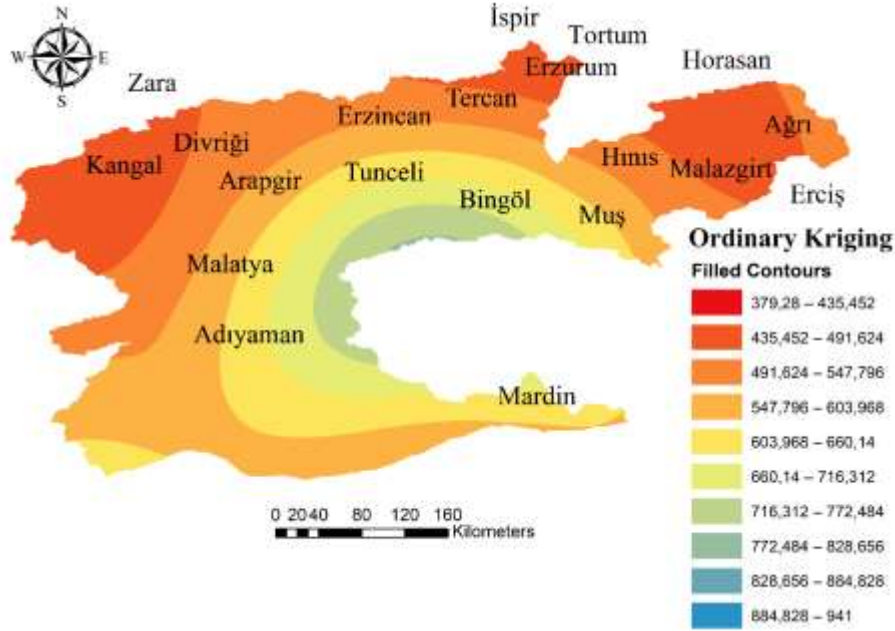 N
W E
S
İspir
Tortum
Erzurum
Horasan
Zara
Tercan
Erzincan
Ağrı
Divriği
Kangal
Hınıs
Malazgirt
Arapgir
Tunceli
Bingöl
Erciş
Muş
Malatya
Adıyaman
Mardin
Ordinary Kriging
Filled Contours
379,28 – 435,452
435,452 – 491,624
491,624 – 547,796
547,796 – 603,968
603,968 – 660,14
660,14 – 716,312
716,312 – 772,484
772,484 – 828,656
828,656 – 884,828
884,828 – 941
0 20 40 80 120 160
Kilometers